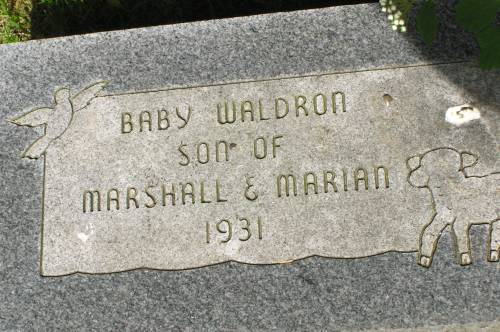 BABY WALDRON
SON OF
MARSHALL & MARIAN
1931